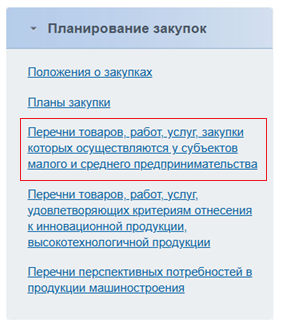 Планирование закупок
Положения о закупках
Планы закупки
Перечни товаров, работ, услуг, закупки
которых осуществляются у субъектов
малого и среднего предпринимательства
Перечни товаров, работ, услуг,
удовлетворяющих критериям отнесения
к инновационной продукции,
высокотехнологичной продукции
Перечни перспективных потребностей в
продукции машиностроения